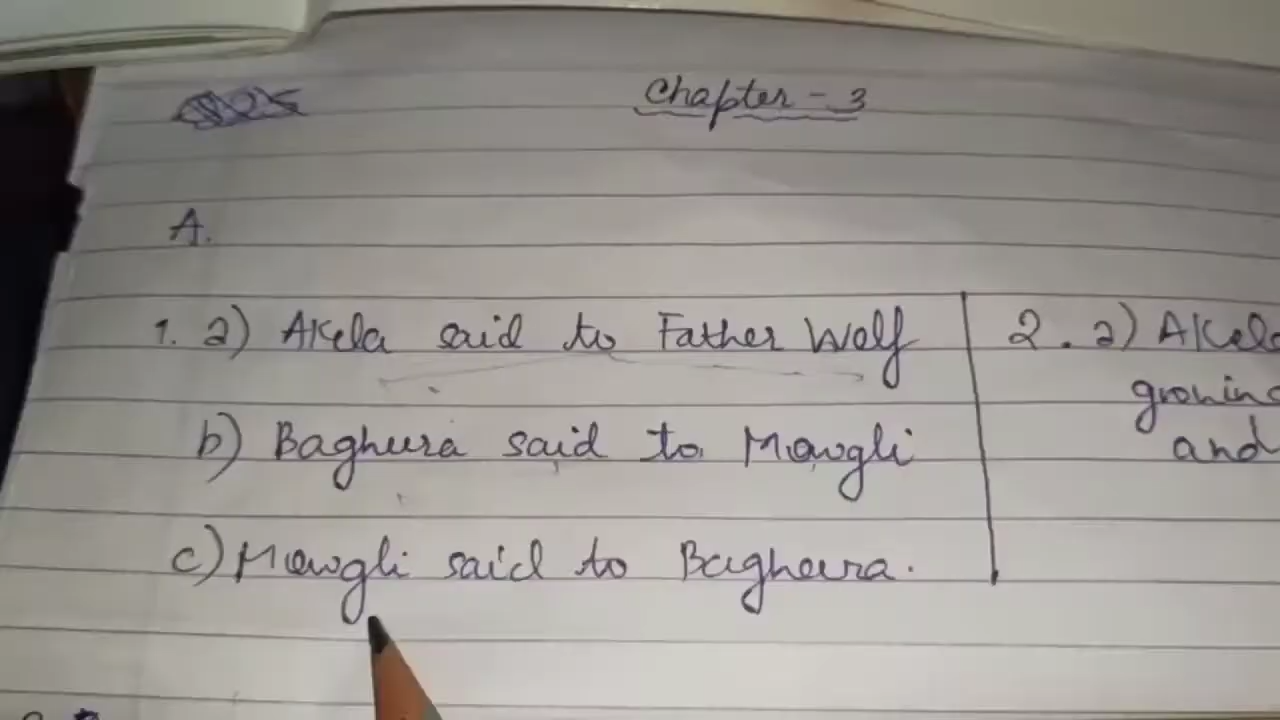 Chapter - 3
A.
1. a) Akela said to Father Wolf
b) Bagheera said to Mowgli
c) Mowgli said to Bagheera.
2. a) Akela
growing
and